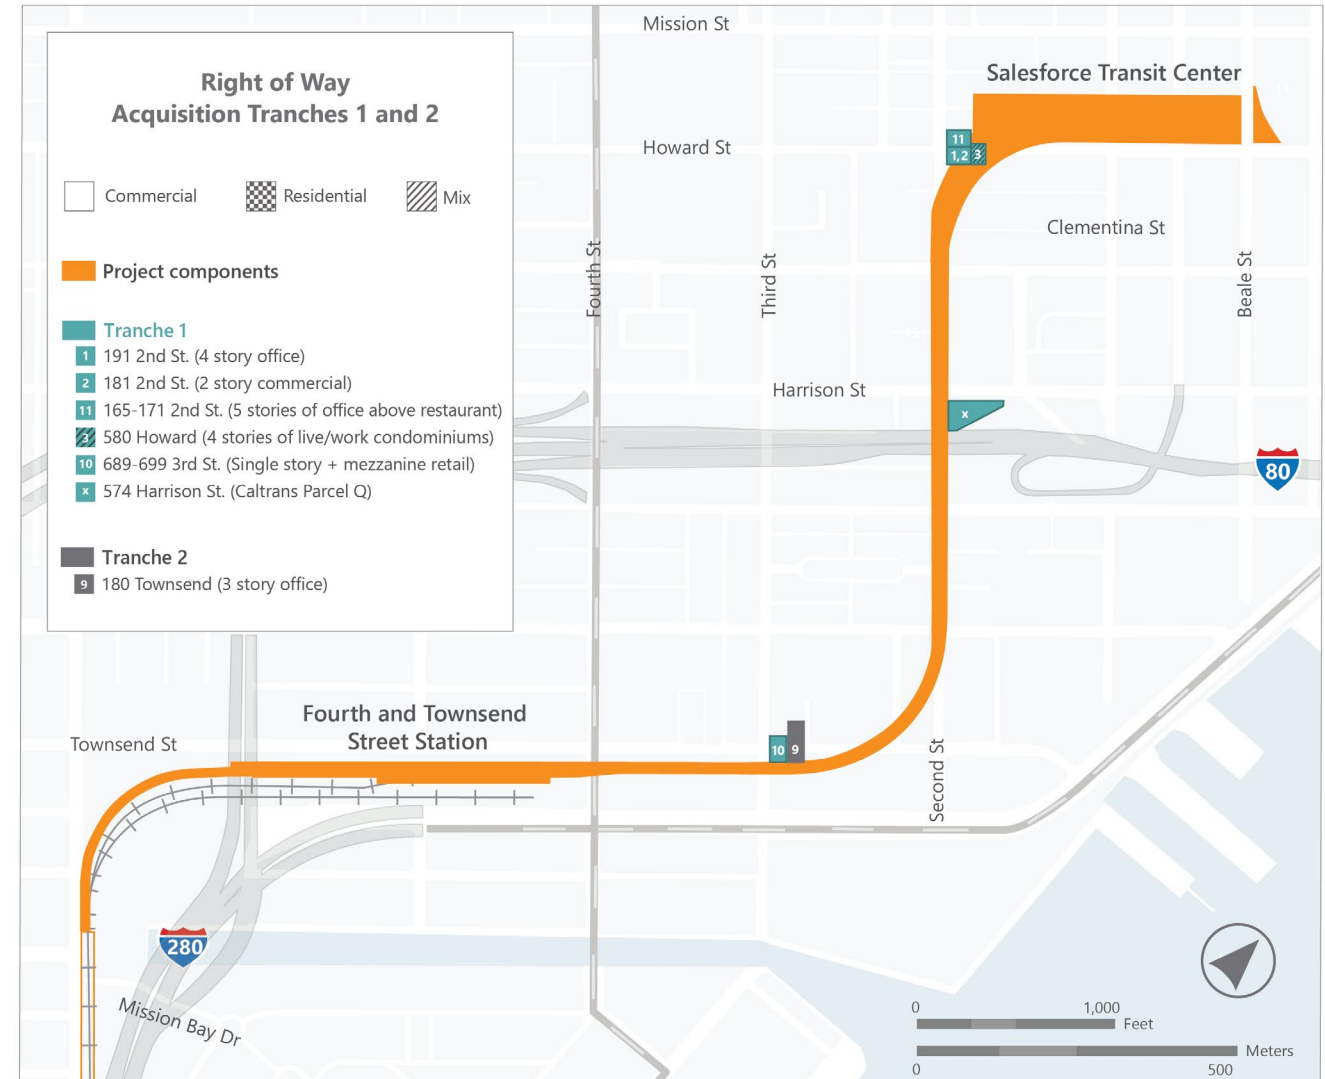 Right of Way
Acquisition Tranches 1 and 2
Commercial
Residential
Mix
Project components
Tranche 1
1 191 2nd St. (4 story office)
2 181 2nd St. (2 story commercial)
11 165-171 2nd St. (5 stories of office above restaurant)
3 580 Howard (4 stories of live/work condominiums)
10 689-699 3rd St. (Single story + mezzanine retail)
x 574 Harrison St. (Caltrans Parcel Q)
Tranche 2
9 180 Townsend (3 story office)
Mission St
Salesforce Transit Center
14
11
Howard St
1,2
3
Clementina St
Fourth St
Third St
Beale St
15
Harrison St
x
80
Fourth and Townsend
Street Station
Townsend St
10
9
Second St
280
Mission Bay Dr
0
1,000
Feet
Meters
0
500